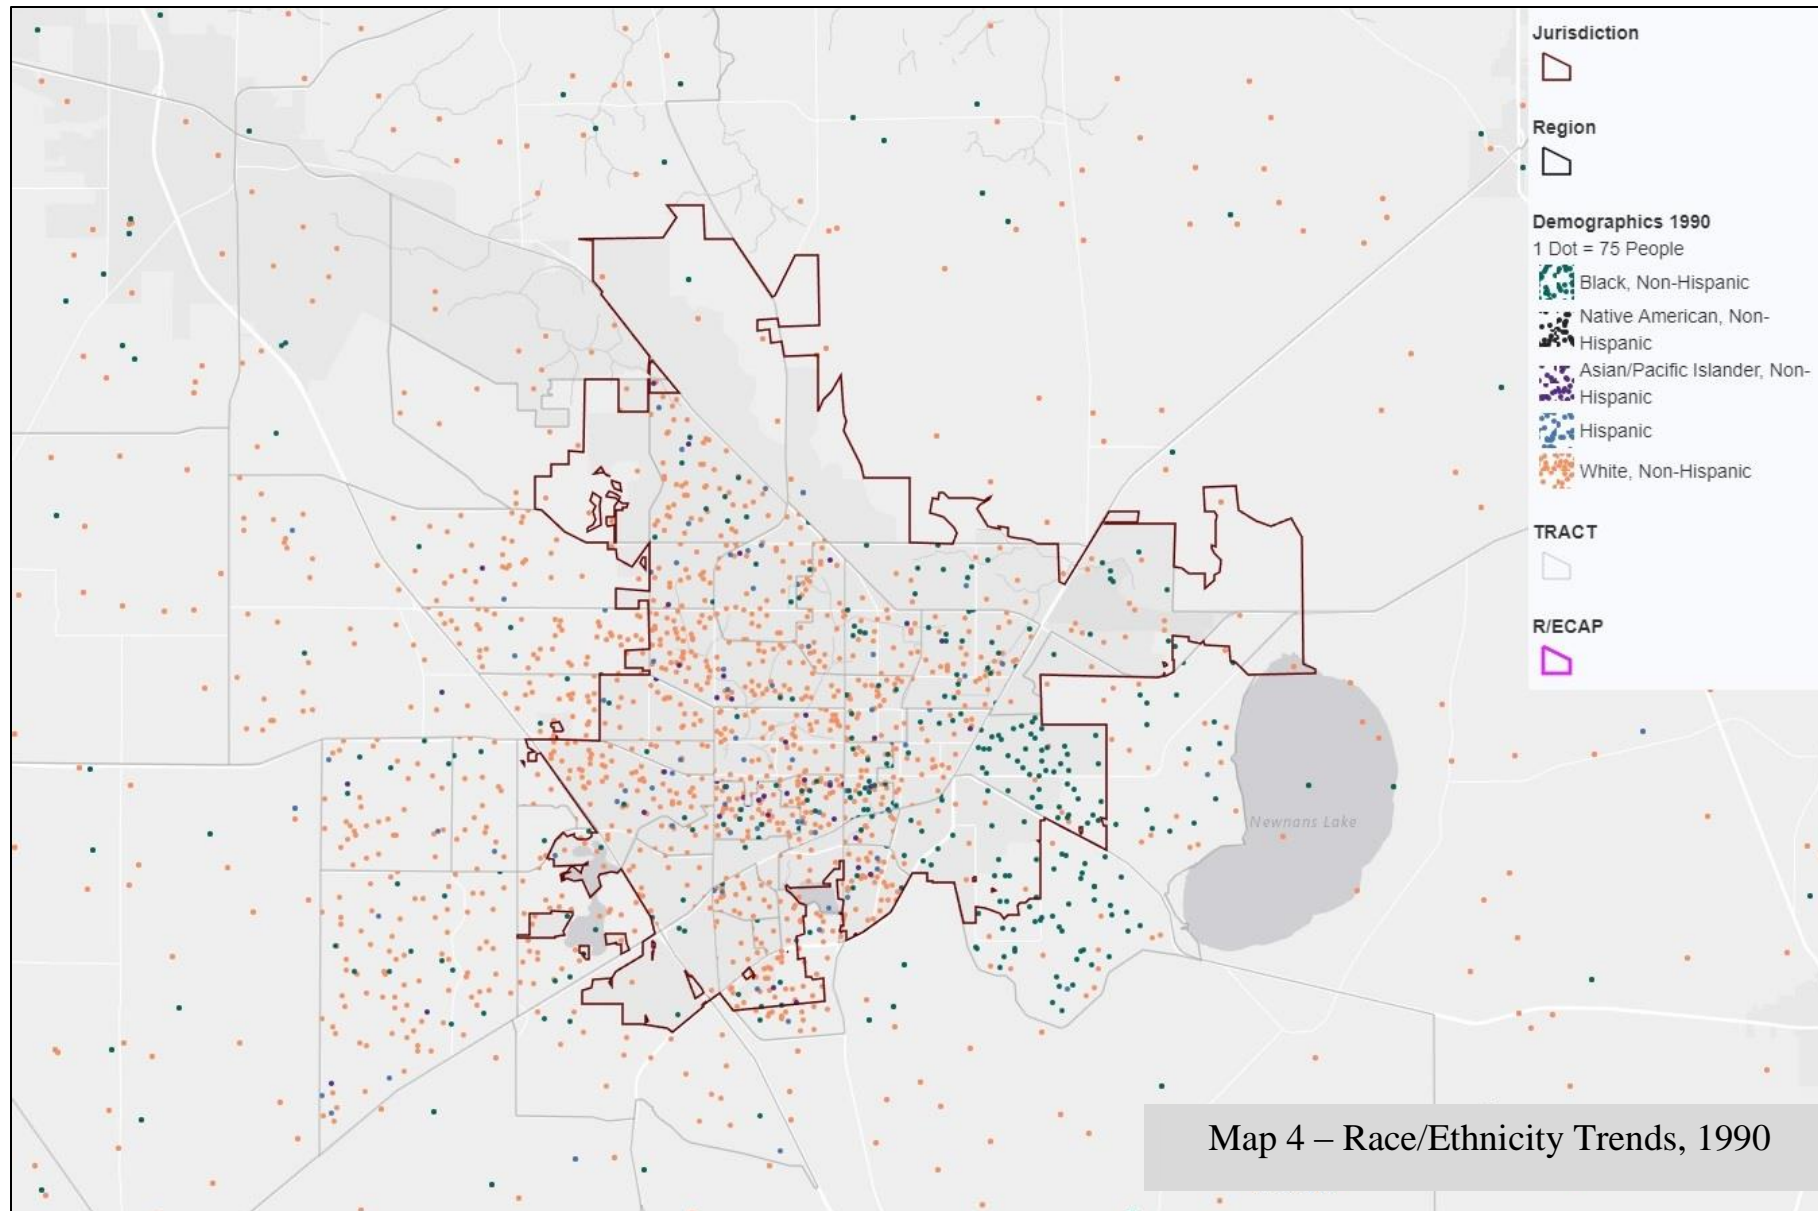 Jurisdiction
Region
Demographics 1990
1 Dot = 75 People
Black, Non-Hispanic
Native American, Non-
Hispanic
Asian/Pacific Islander, Non-
Hispanic
Hispanic
White, Non-Hispanic
TRACT
R/ECAP
Newnans Lake
Map 4 – Race/Ethnicity Trends, 1990